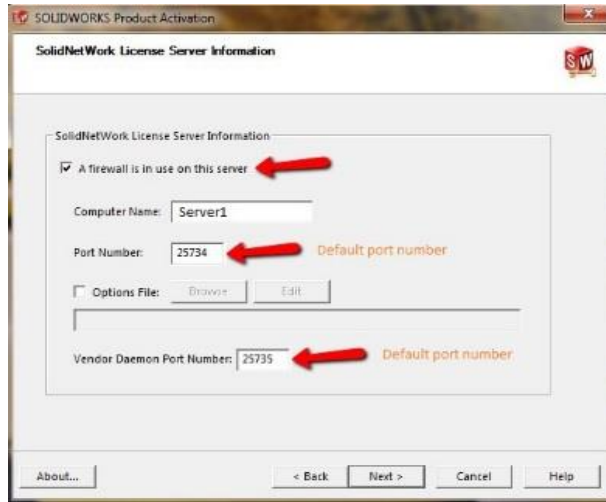 SOLIDWORKS Product Activation
SolidNetWork License Server Information
SW
SolidNetWork License Server Information
A firewall is in use on this server
Computer Name: Server1
Port Number: 25734 Default port number
Options File: Browse Edit
Vendor Daemon Port Number: 25735 Default port number
About... < Back Next > Cancel Help